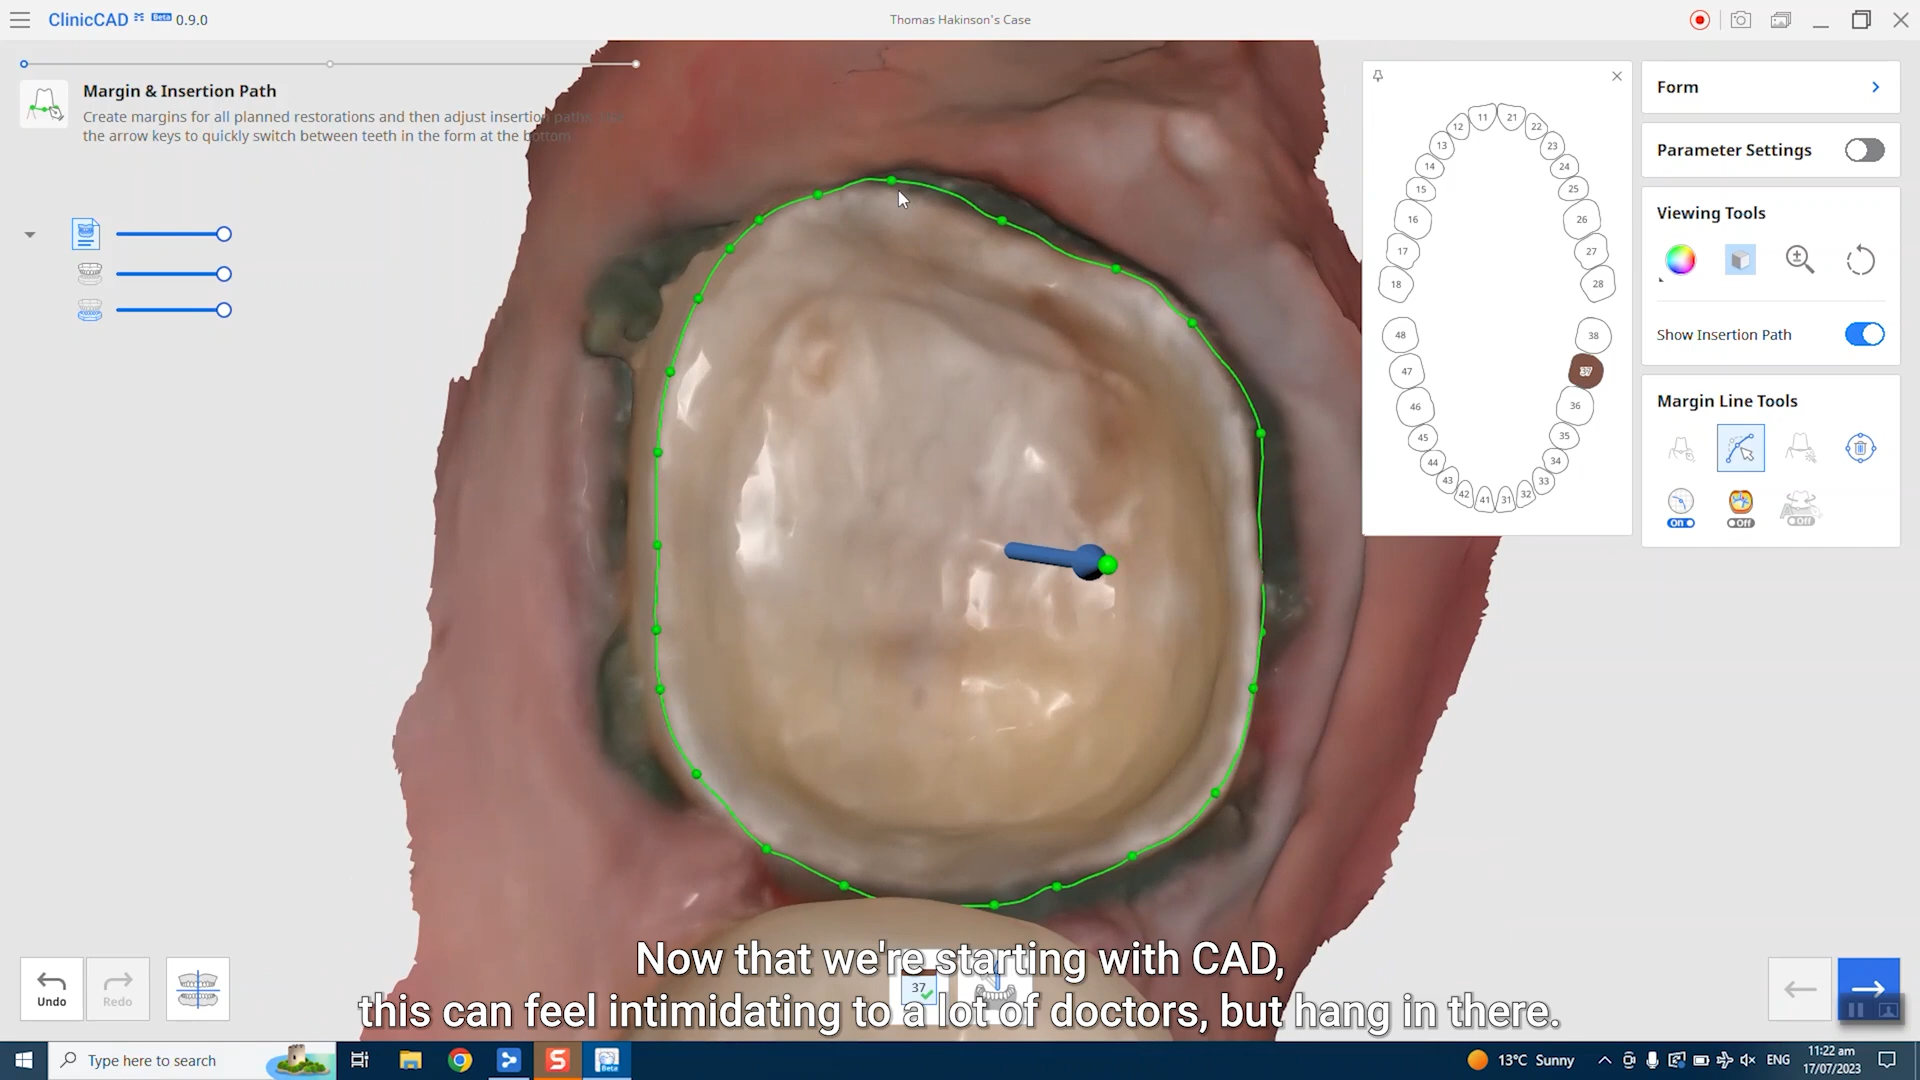 ClinicCAD Beta 0.9.0
Thomas Hakinson's Case
Margin & Insertion Path
Create margins for all planned restorations and then adjust insertion paths. Use
the arrow keys to quickly switch between teeth in the form at the bottom.
11 21
12 22
13 23
14 24
15 25
16 26
17 27
18 28
48 38
47 37
46 36
45 35
44 34
43 33
42 41 31 32
Form
Parameter Settings
Viewing Tools
Show Insertion Path
Margin Line Tools
On
Off
Off
Undo
Redo
37
Now that we're starting with CAD,
this can feel intimidating to a lot of doctors, but hang in there.
Type here to search
S
Beta
13°C Sunny
ENG
11:22 am
17/07/2023